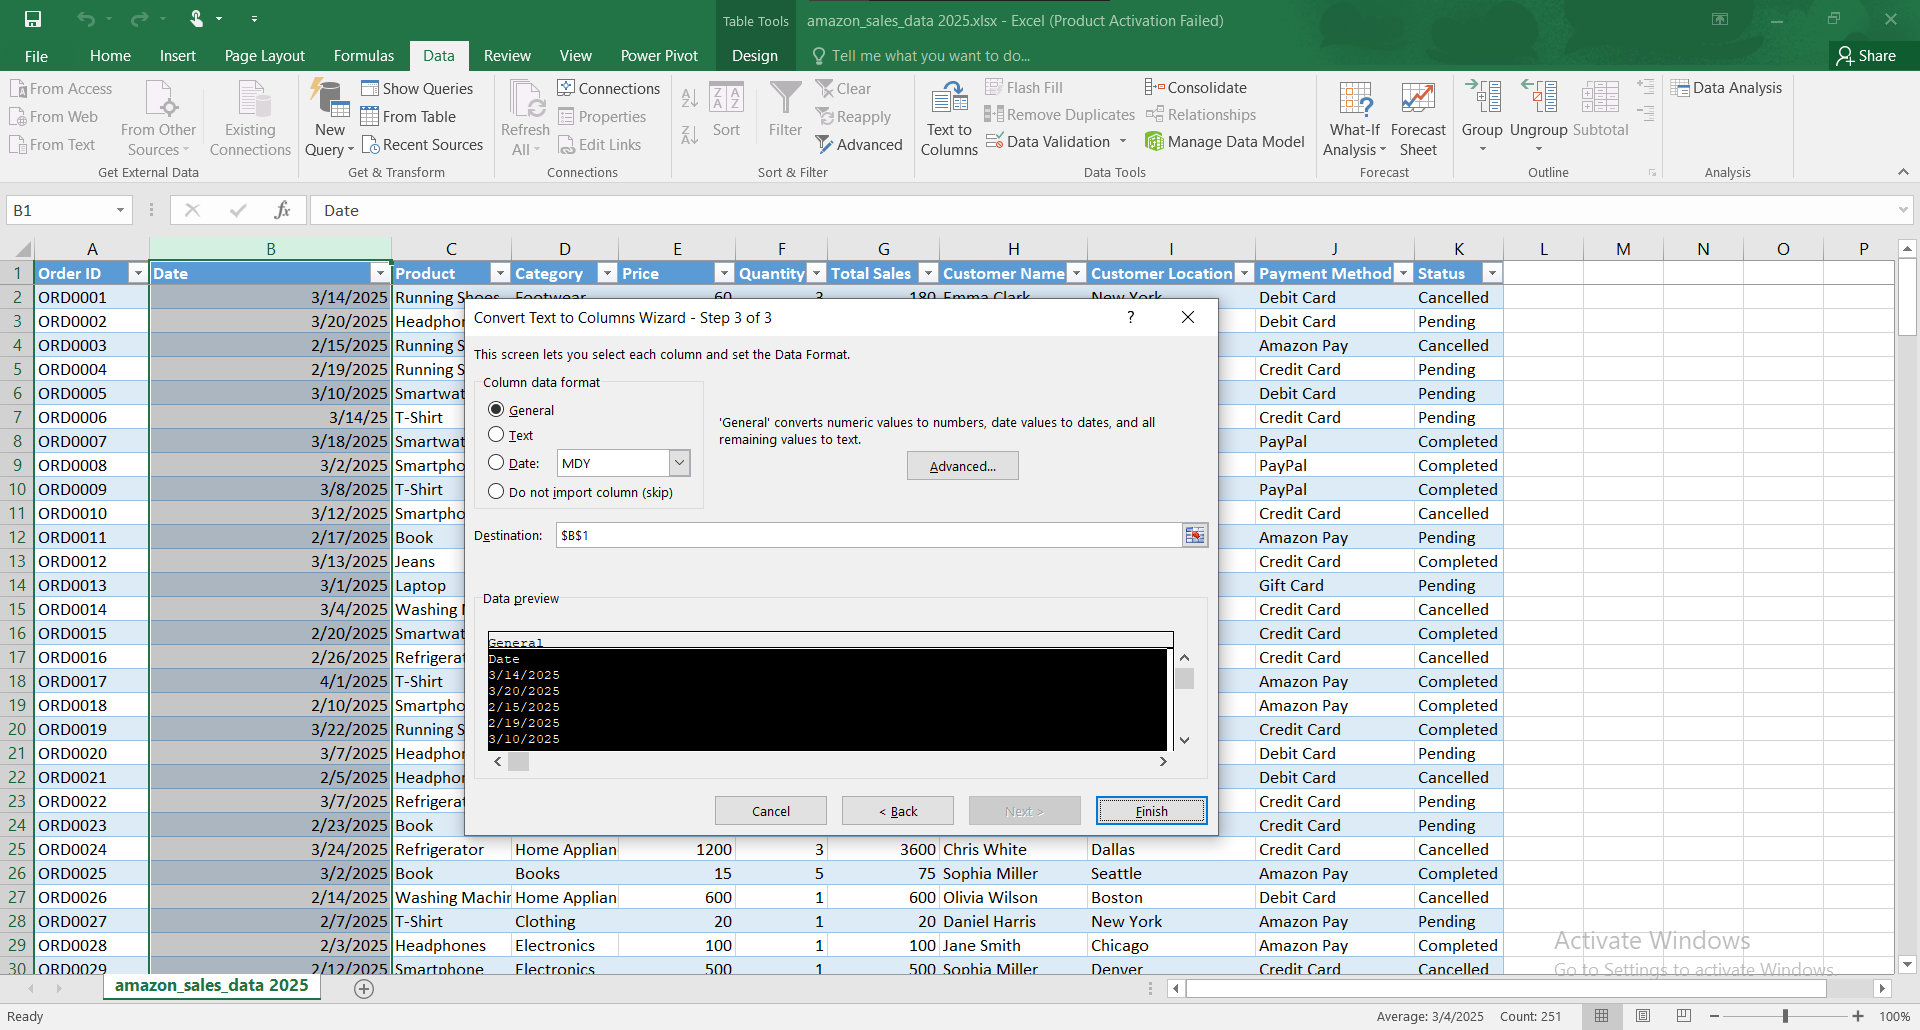 Table Tools
amazon_sales_data 2025.xlsx - Excel (Product Activation Failed)
File Home Insert Page Layout Formulas Data Review View Power Pivot Design Tell me what you want to do... Share
From Access
From Web
From Text
From Other Sources
Existing Connections
Get External Data
New Query
Show Queries
From Table
Recent Sources
Get & Transform
Refresh All
Connections
Properties
Edit Links
Connections
Sort
Filter
Clear
Reapply
Advanced
Sort & Filter
Text to Columns
Flash Fill
Remove Duplicates
Data Validation
Consolidate
Relationships
Manage Data Model
Data Tools
What-If Analysis
Forecast Sheet
Forecast
Group
Ungroup
Subtotal
Outline
Data Analysis
Analysis
B1 fx Date
A B C D E F G H I J K L M N O P
1 Order ID Date Product Category Price Quantity Total Sales Customer Name Customer Location Payment Method Status
2 ORD0001 3/14/2025 Running Shoes Footwear 60 3 180 Emma Clark New York Debit Card Cancelled
3 ORD0002 3/20/2025 Headphon Debit Card Pending
4 ORD0003 2/15/2025 Running S Amazon Pay Cancelled
5 ORD0004 2/19/2025 Running S Credit Card Pending
6 ORD0005 3/10/2025 Smartwat Debit Card Pending
7 ORD0006 3/14/25 T-Shirt Credit Card Pending
8 ORD0007 3/18/2025 Smartwat PayPal Completed
9 ORD0008 3/2/2025 Smartpho PayPal Completed
10 ORD0009 3/8/2025 T-Shirt PayPal Completed
11 ORD0010 3/12/2025 Smartpho Credit Card Cancelled
12 ORD0011 2/17/2025 Book Amazon Pay Pending
13 ORD0012 3/13/2025 Jeans Credit Card Completed
14 ORD0013 3/1/2025 Laptop Gift Card Pending
15 ORD0014 3/4/2025 Washing Credit Card Cancelled
16 ORD0015 2/20/2025 Smartwat Credit Card Completed
17 ORD0016 2/26/2025 Refrigerat Credit Card Cancelled
18 ORD0017 4/1/2025 T-Shirt Amazon Pay Completed
19 ORD0018 2/10/2025 Smartpho Amazon Pay Completed
20 ORD0019 3/22/2025 Running S Credit Card Completed
21 ORD0020 3/7/2025 Headphor Debit Card Pending
22 ORD0021 2/5/2025 Headphor Debit Card Cancelled
23 ORD0022 3/7/2025 Refrigerat Credit Card Pending
24 ORD0023 2/23/2025 Book Credit Card Pending
25 ORD0024 3/24/2025 Refrigerator Home Applian 1200 3 3600 Chris White Dallas Credit Card Cancelled
26 ORD0025 3/2/2025 Book Books 15 5 75 Sophia Miller Seattle Amazon Pay Completed
27 ORD0026 2/14/2025 Washing Machin Home Applian 600 1 600 Olivia Wilson Boston Debit Card Cancelled
28 ORD0027 2/7/2025 T-Shirt Clothing 20 1 20 Daniel Harris New York Amazon Pay Pending
29 ORD0028 2/3/2025 Headphones Electronics 100 1 100 Jane Smith Chicago Amazon Pay Completed
30 ORD0029 2/12/2025 Smartphone Electronics 500 1 500 Sophia Miller Denver Credit Card Cancelled
Convert Text to Columns Wizard - Step 3 of 3 ?
This screen lets you select each column and set the Data Format.
Column data format
General
Text
Date: MDY
Do not import column (skip)
'General' converts numeric values to numbers, date values to dates, and all
remaining values to text.
Advanced...
Destination: $B$1
Data preview
General
Date
3/14/2025
3/20/2025
2/15/2025
2/19/2025
3/10/2025
Cancel < Back Next > Finish
Activate Windows
Go to Settings to activate Windows.
amazon_sales_data 2025
Ready Average: 3/4/2025 Count: 251 100%